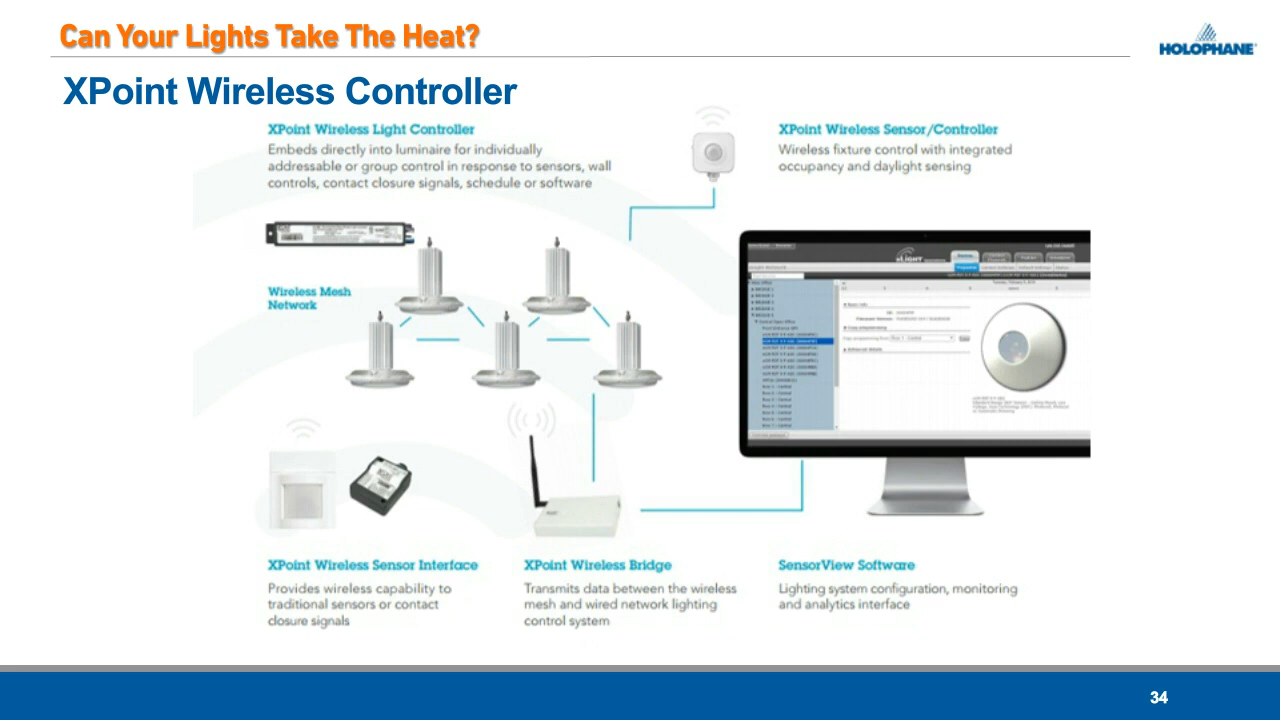 Can Your Lights Take The Heat?
HOLOPHANE
XPoint Wireless Controller
XPoint Wireless Light Controller
Embeds directly into luminaire for individually
addressable or group control in response to sensors, wall
controls, contact closure signals, schedule or software
XPoint Wireless Sensor/Controller
Wireless fixture control with integrated
occupancy and daylight sensing
Wireless Mesh
Network
nLIGHT
XPoint Wireless Sensor Interface
Provides wireless capability to
traditional sensors or contact
closure signals
XPoint Wireless Bridge
Transmits data between the wireless
mesh and wired network lighting
control system
SensorView Software
Lighting system configuration, monitoring
and analytics interface
34